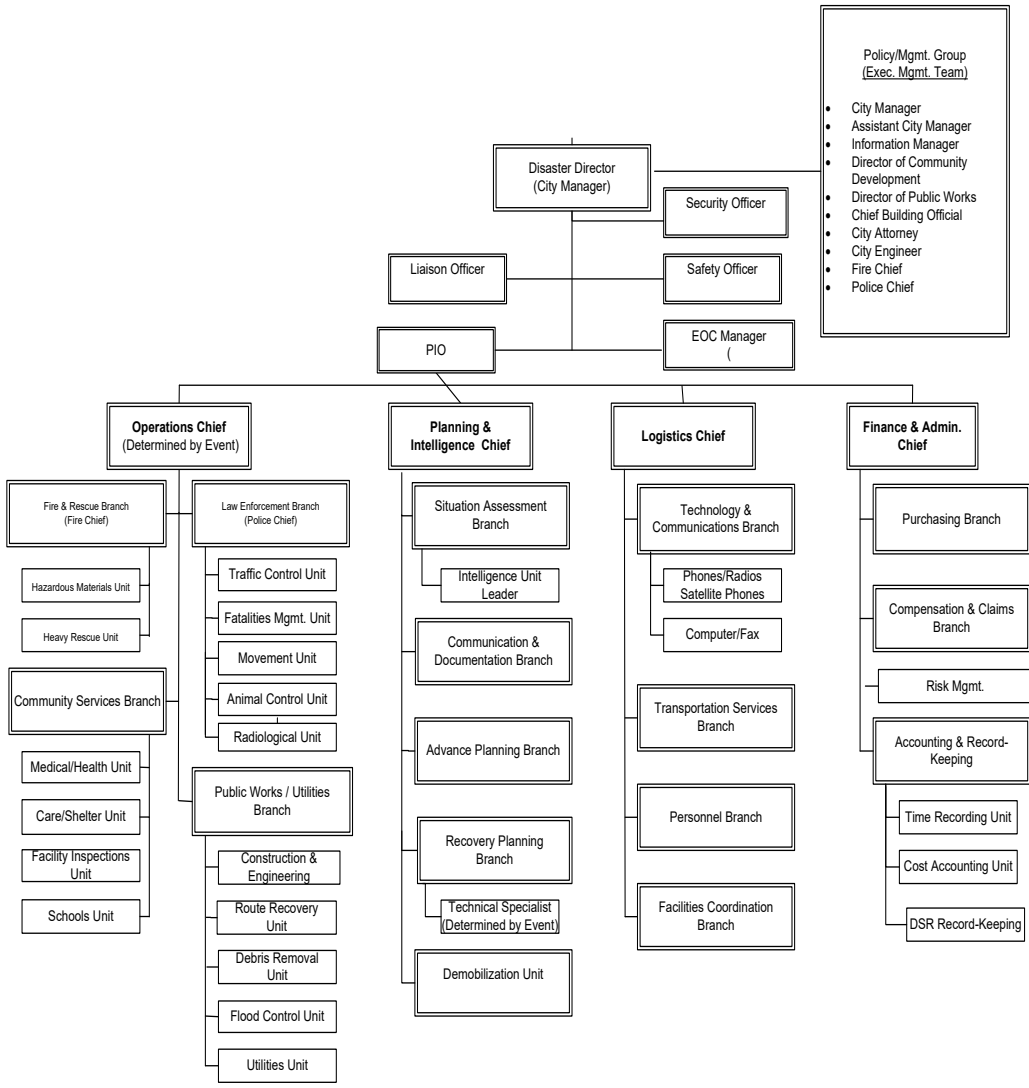 Policy/Mgmt. Group
(Exec. Mgmt. Team)
• City Manager
• Assistant City Manager
• Information Manager
• Director of Community
Development
• Director of Public Works
• Chief Building Official
• City Attorney
• City Engineer
• Fire Chief
• Police Chief
Disaster Director
(City Manager)
Security Officer
Liaison Officer
Safety Officer
PIO
EOC Manager
(
Operations Chief
(Determined by Event)
Fire & Rescue Branch
(Fire Chief)
Hazardous Materials Unit
Heavy Rescue Unit
Law Enforcement Branch
(Police Chief)
Traffic Control Unit
Fatalities Mgmt. Unit
Movement Unit
Animal Control Unit
Radiological Unit
Community Services Branch
Medical/Health Unit
Care/Shelter Unit
Facility Inspections
Unit
Schools Unit
Public Works / Utilities
Branch
Construction &
Engineering
Route Recovery
Unit
Debris Removal
Unit
Flood Control Unit
Utilities Unit
Planning &
Intelligence Chief
Situation Assessment
Branch
Intelligence Unit
Leader
Communication &
Documentation Branch
Advance Planning Branch
Recovery Planning
Branch
Technical Specialist
(Determined by Event)
Demobilization Unit
Logistics Chief
Technology &
Communications Branch
Phones/Radios
Satellite Phones
Computer/Fax
Transportation Services
Branch
Personnel Branch
Facilities Coordination
Branch
Finance & Admin.
Chief
Purchasing Branch
Compensation & Claims
Branch
Risk Mgmt.
Accounting & Record-
Keeping
Time Recording Unit
Cost Accounting Unit
DSR Record-Keeping